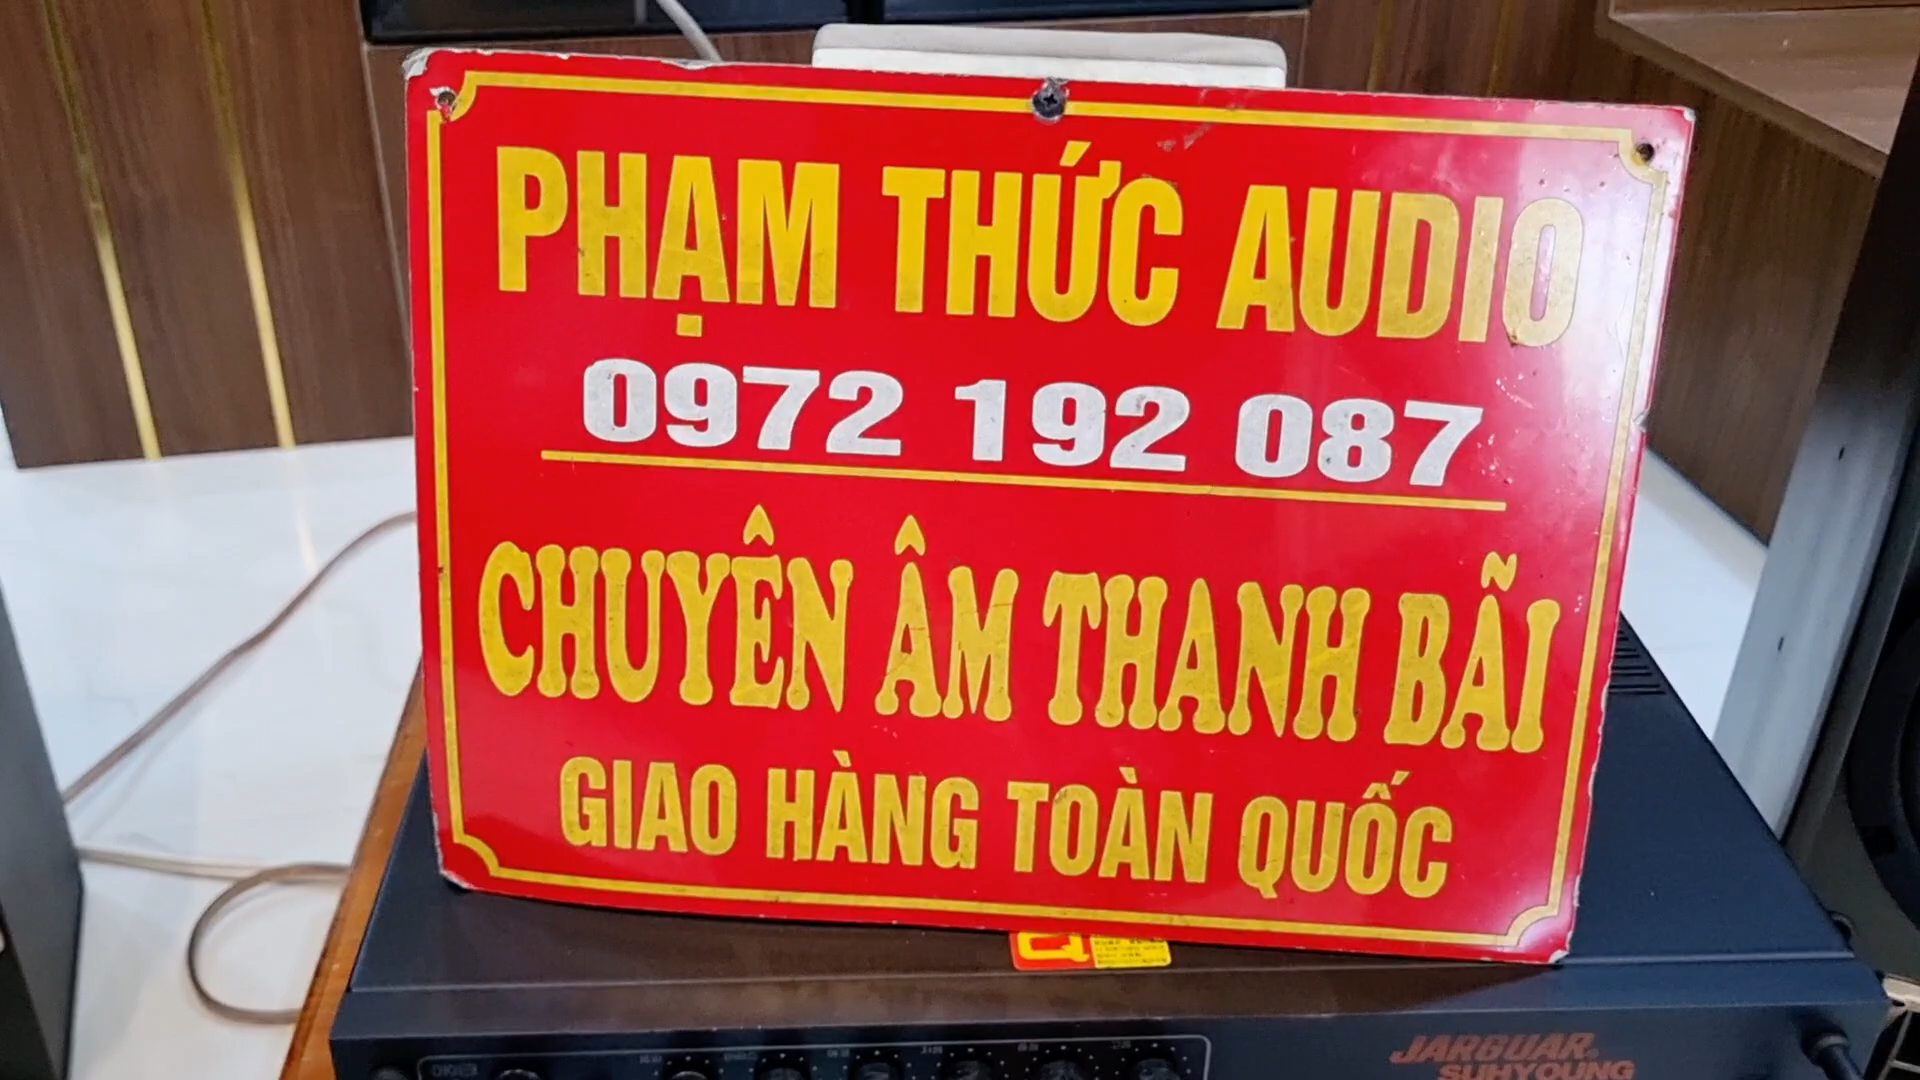 PHẠM THỨC AUDIO
0972 192 087
CHUYÊN ÂM THANH BÃI
GIAO HÀNG TOÀN QUỐC
JARGUAR
SUHYOUNG